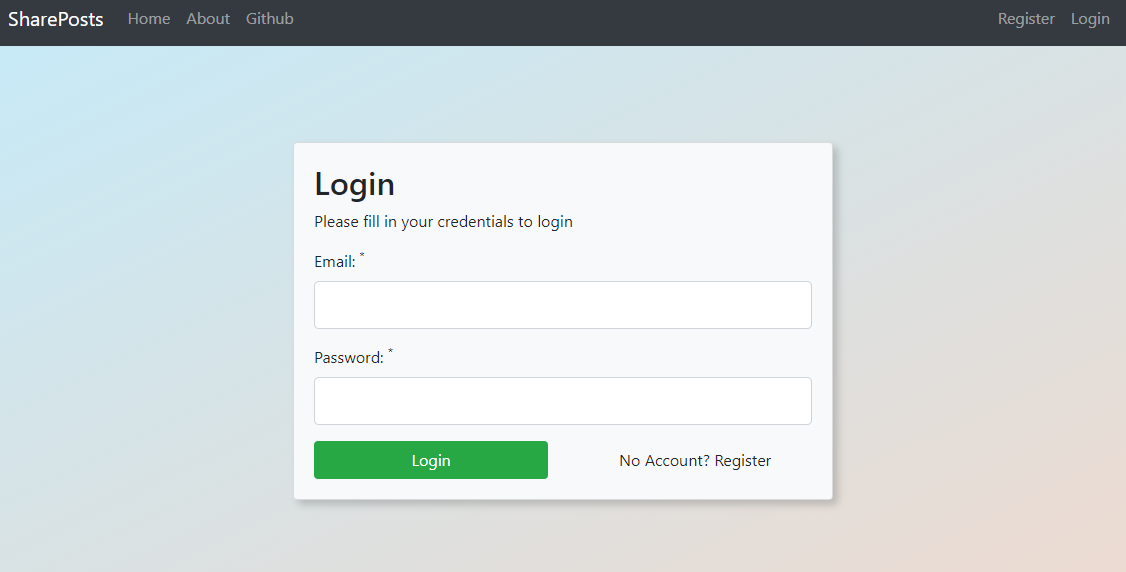 SharePosts Home About Github Register Login
Login
Please fill in your credentials to login
Email: *
Password: *
Login No Account? Register